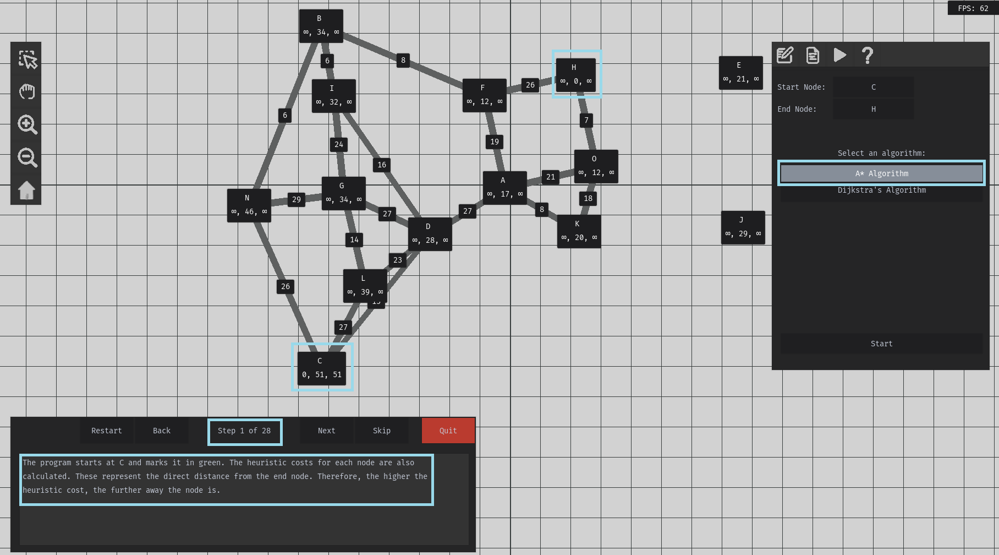 FPS: 62
B
∞, 34, ∞
6
8
H
∞, 0, ∞
E
∞, 21, ∞
I
∞, 32, ∞
F
∞, 12, ∞
26
6
7
19
24
16
O
∞, 12, ∞
A
∞, 17, ∞
21
G
∞, 34, ∞
N
∞, 46, ∞
29
18
8
27
27
D
∞, 28, ∞
K
∞, 20, ∞
J
∞, 29, ∞
14
23
L
∞, 39, ∞
26
27
C
0, 51, 51
Start Node: C
End Node: H
Select an algorithm:
A* Algorithm
Dijkstra's Algorithm
Start
Restart Back Step 1 of 28 Next Skip Quit
The program starts at C and marks it in green. The heuristic costs for each node are also
calculated. These represent the direct distance from the end node. Therefore, the higher the
heuristic cost, the further away the node is.